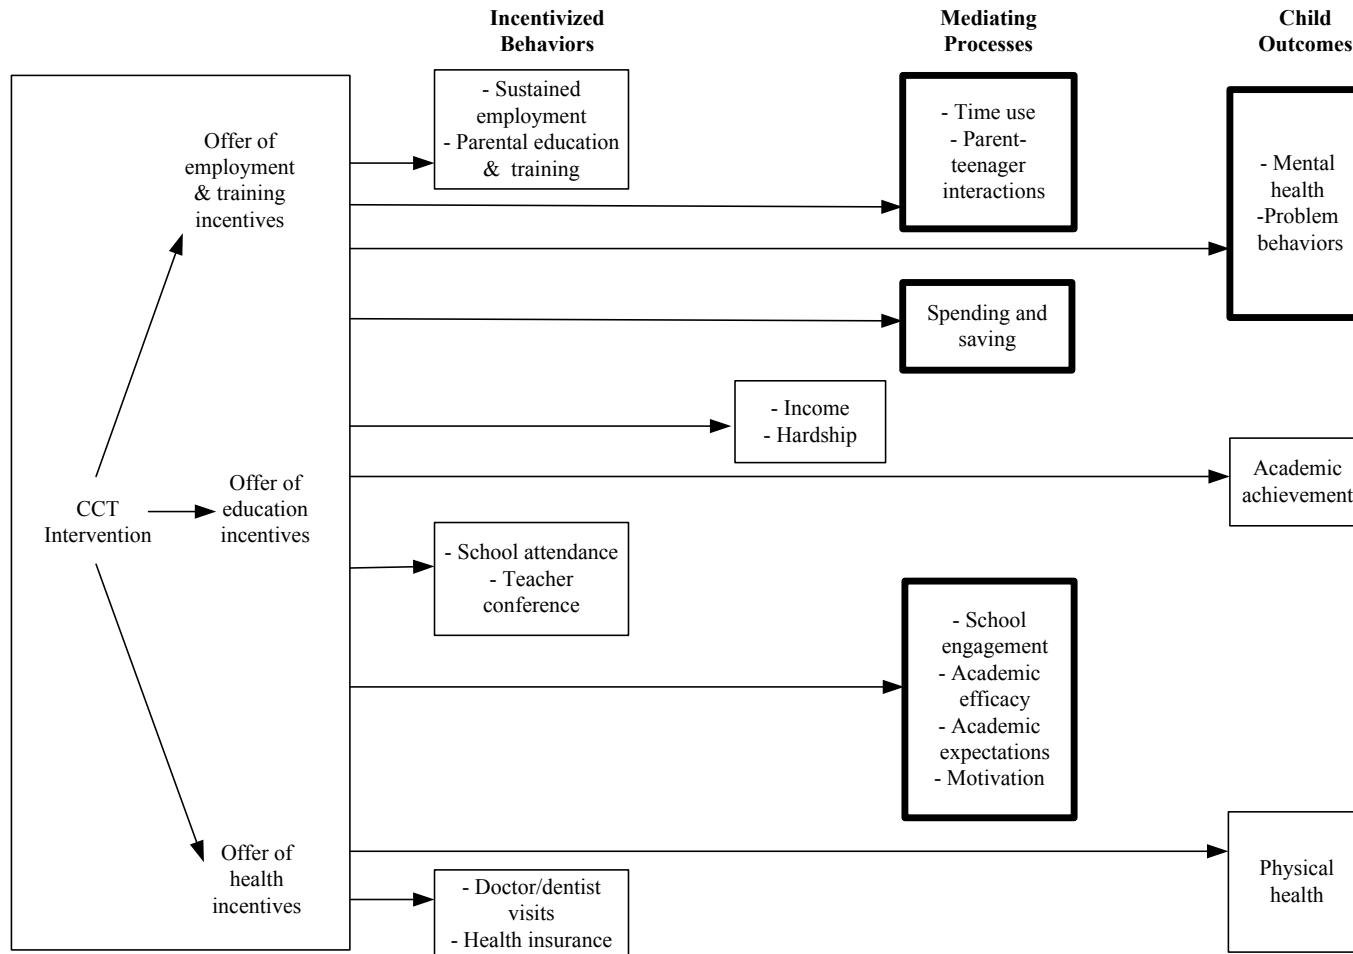 Incentivized
Behaviors
Mediating
Processes
Child
Outcomes
- Sustained
employment
- Parental education
& training
- Time use
- Parent-
teenager
interactions
- Mental
health
-Problem
behaviors
Offer of
employment
& training
incentives
Spending and
saving
- Income
- Hardship
Academic
achievement
CCT
Intervention
Offer of
education
incentives
- School attendance
- Teacher
conference
- School
engagement
- Academic
efficacy
- Academic
expectations
- Motivation
Offer of
health
incentives
- Doctor/dentist
visits
- Health insurance
Physical
health